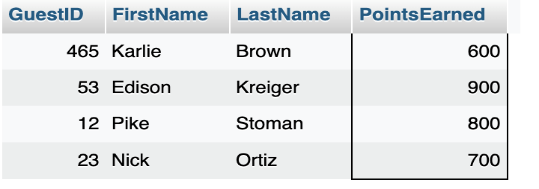 GuestID FirstName LastName PointsEarned
465 Karlie Brown 600
53 Edison Kreiger 900
12 Pike Stoman 800
23 Nick Ortiz 700